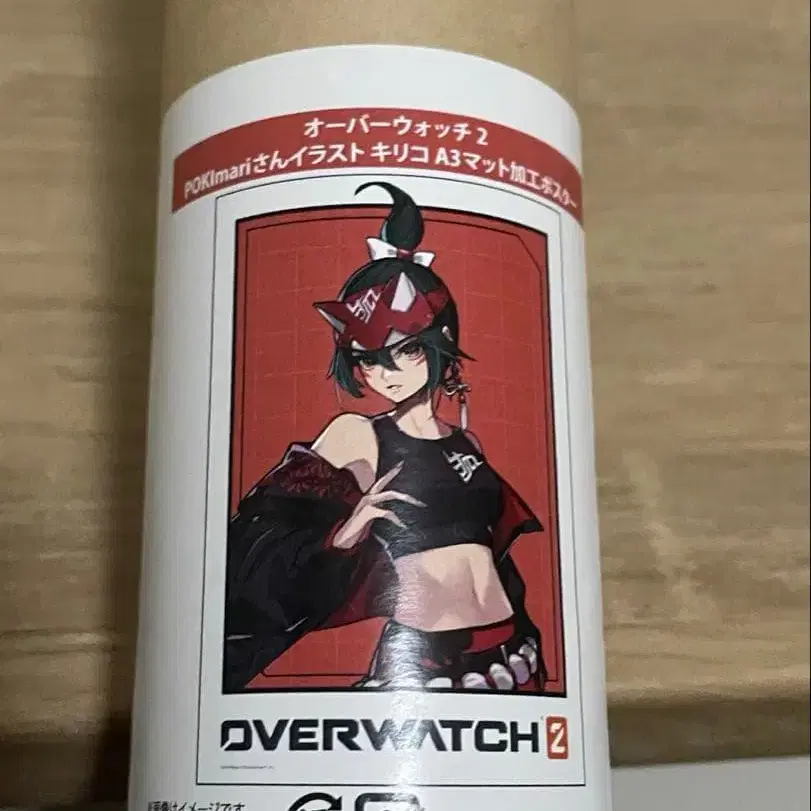 オーバーウォッチ 2
POKImariさんイラスト キリコ A3マット加工ポスター
OVERWATCH 2